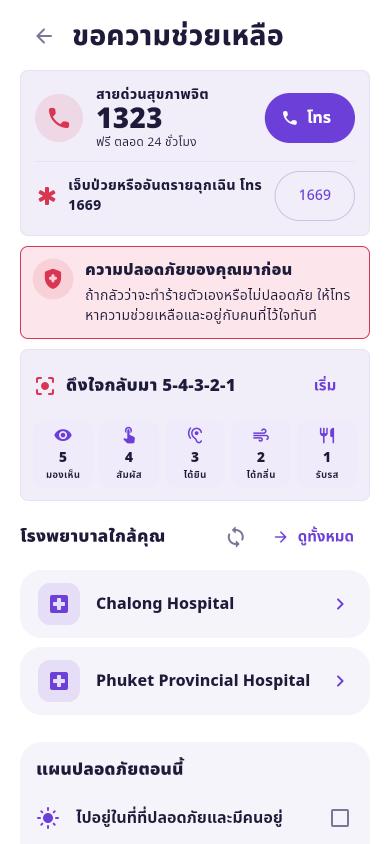 ขอความช่วยเหลือ
สายด่วนสุขภาพจิต
1323
ฟรี ตลอด 24 ชั่วโมง
โทร
เจ็บป่วยหรืออันตรายฉุกเฉิน โทร
1669
1669
ความปลอดภัยของคุณมาก่อน
ถ้ากลัวว่าจะทำร้ายตัวเองหรือไม่ปลอดภัย ให้โทร
หาความช่วยเหลือและอยู่กับคนที่ไว้ใจทันที
ดึงใจกลับมา 5-4-3-2-1
เริ่ม
5
มองเห็น
4
สัมผัส
3
ได้ยิน
2
ได้กลิ่น
1
รับรส
โรงพยาบาลใกล้คุณ
ดูทั้งหมด
Chalong Hospital
Phuket Provincial Hospital
แผนปลอดภัยตอนนี้
ไปอยู่ในที่ที่ปลอดภัยและมีคนอยู่